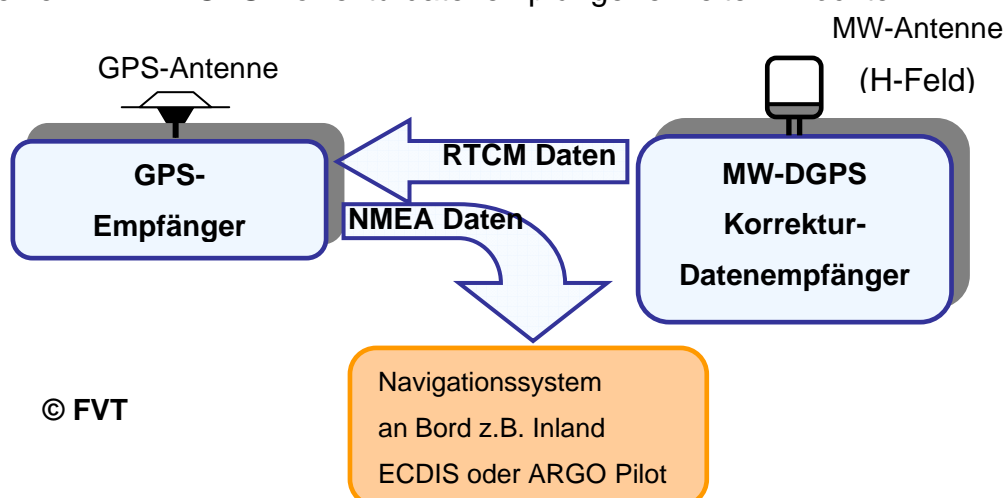 MW-Antenne
(H-Feld)
GPS-Antenne
RTCM Daten
GPS-
Empfänger
NMEA Daten
MW-DGPS
Korrektur-
Datenempfänger
Navigationssystem
an Bord z.B. Inland
ECDIS oder ARGO Pilot
© FVT